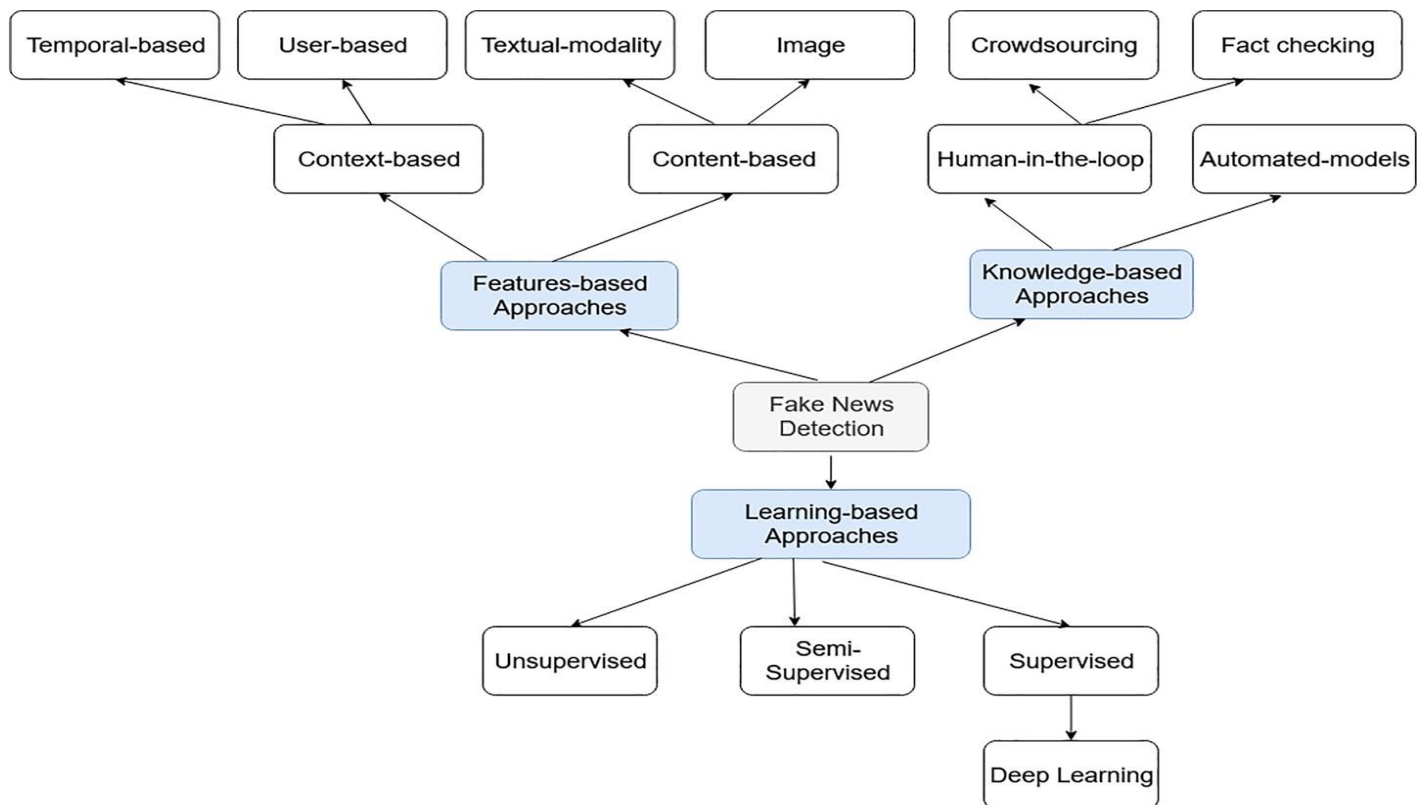 Temporal-based
User-based
Textual-modality
Image
Crowdsourcing
Fact checking
Context-based
Content-based
Human-in-the-loop
Automated-models
Features-based
Approaches
Knowledge-based
Approaches
Fake News
Detection
Learning-based
Approaches
Unsupervised
Semi-
Supervised
Supervised
Deep Learning